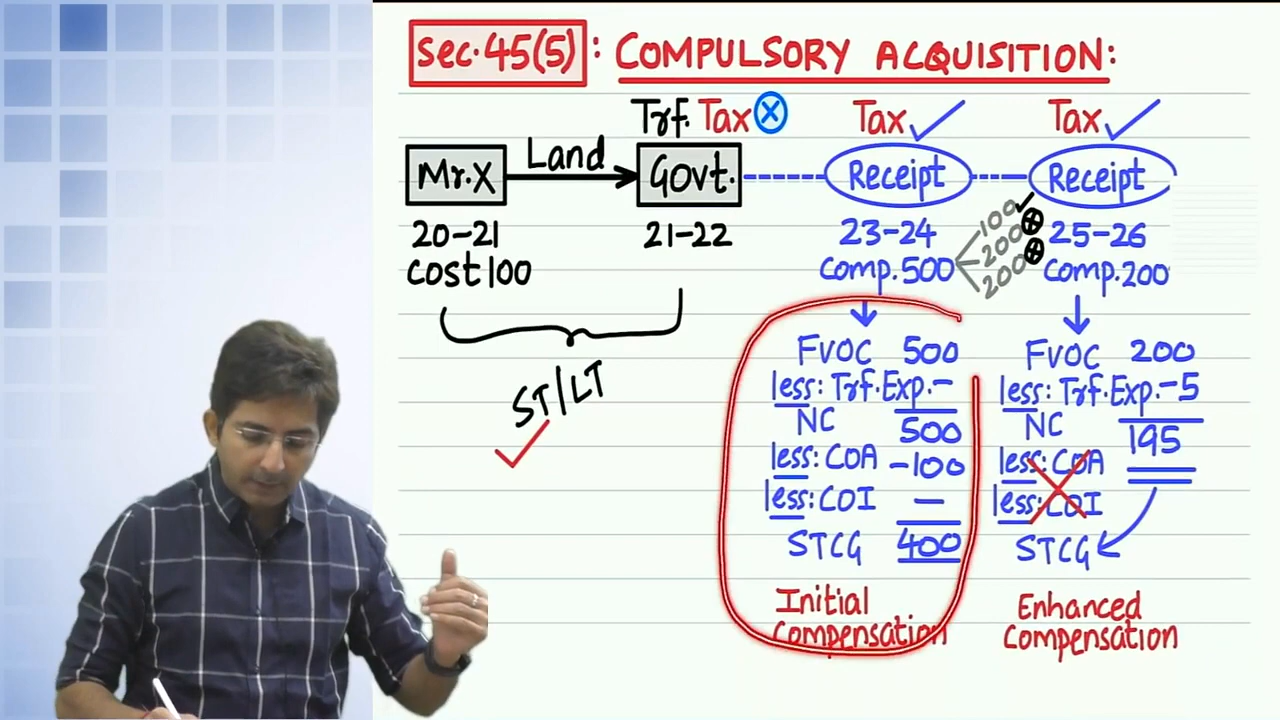 Sec.45(5): COMPULSORY ACQUISITION:
Trf. Tax X Tax ✓ Tax ✓
Mr.X Land Govt. Receipt Receipt
20-21 21-22 23-24 25-26
Cost 100 Comp.500 Comp.200
100 ✓
200
200
ST/LT
✓
FVOC 500
less: Trf.Exp.-
NC 500
less: COA -100
less: COI -
STCG 400
Initial
Compensation
FVOC 200
less: Trf.Exp.-5
NC 195
less: COA
less: COI
STCG
Enhanced
Compensation